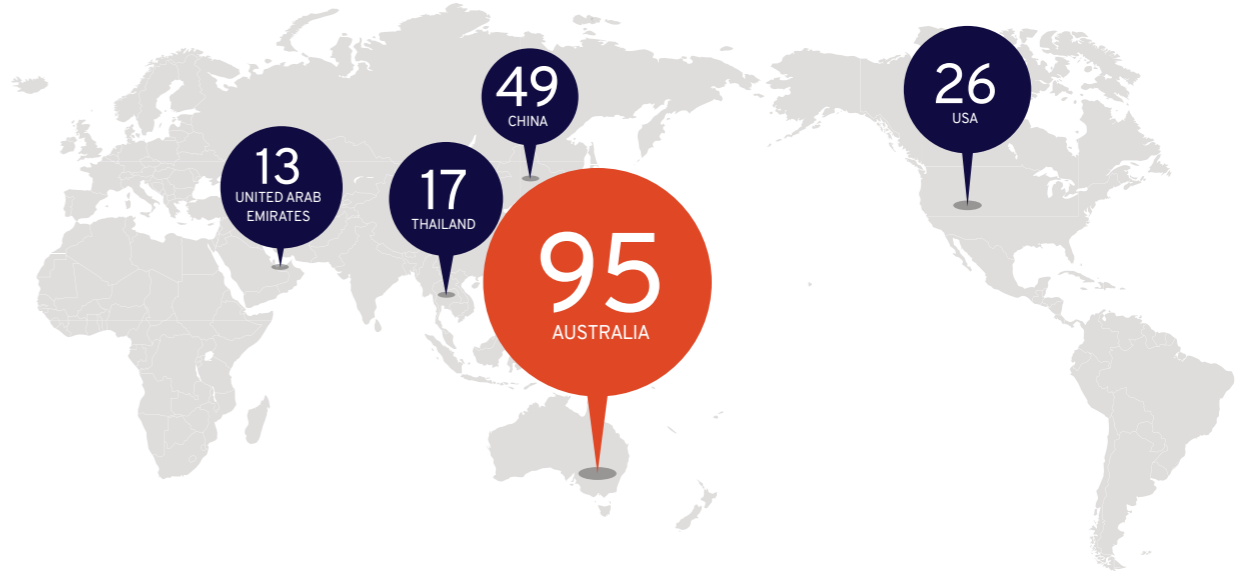 49
CHINA
26
USA
13
UNITED ARAB
EMIRATES
17
THAILAND
95
AUSTRALIA